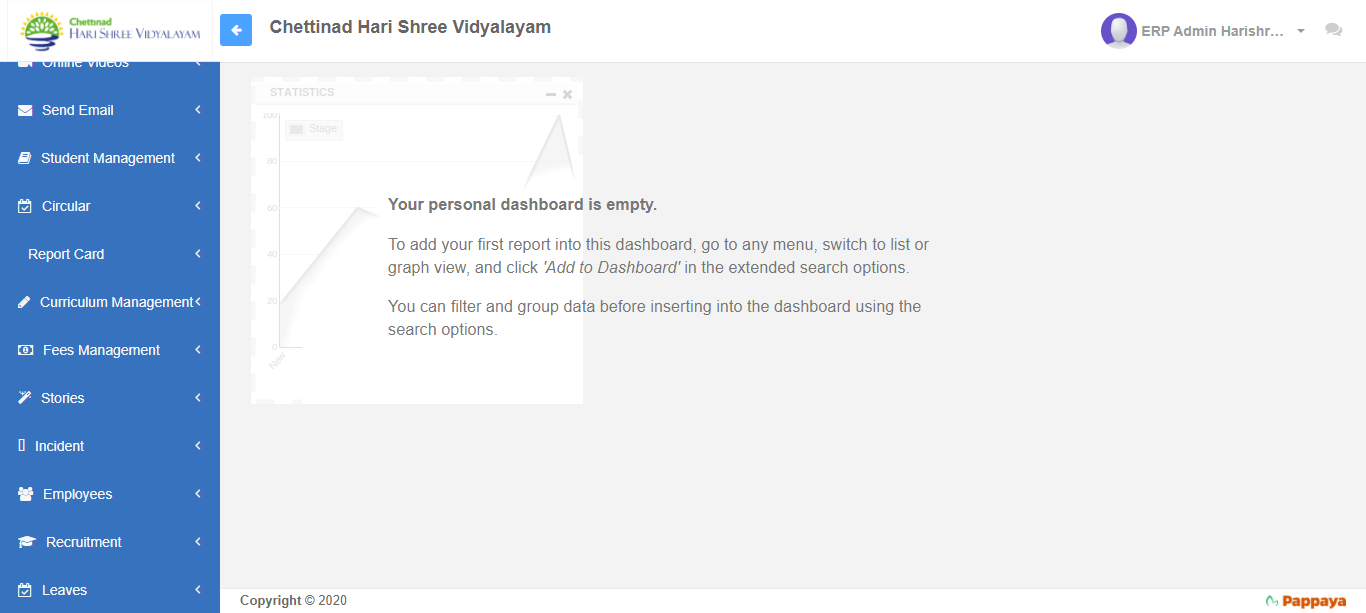 Chettinad
HARI SHREE VIDYALAYAM
Chettinad Hari Shree Vidyalayam
ERP Admin Harishr...
Online Videos
Send Email
Student Management
Circular
Report Card
Curriculum Management
Fees Management
Stories
Incident
Employees
Recruitment
Leaves
STATISTICS
100
Stage
80
60
40
20
0
New
Your personal dashboard is empty.
To add your first report into this dashboard, go to any menu, switch to list or
graph view, and click 'Add to Dashboard' in the extended search options.
You can filter and group data before inserting into the dashboard using the
search options.
Copyright © 2020
Pappaya